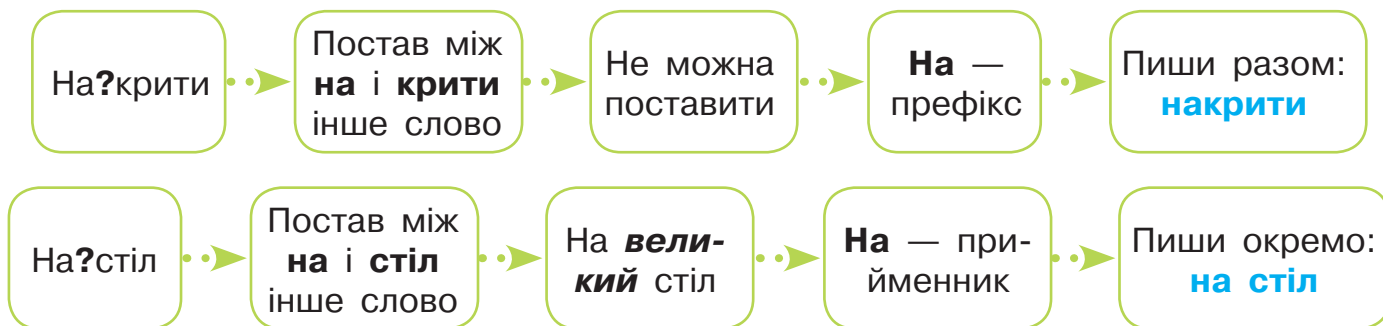 На?крити
Постав між
на і крити
інше слово
Не можна
поставити
На —
префікс
Пиши разом:
накрити
На?стіл
Постав між
на і стіл
інше слово
На вели-
кий стіл
На — при-
йменник
Пиши окремо:
на стіл